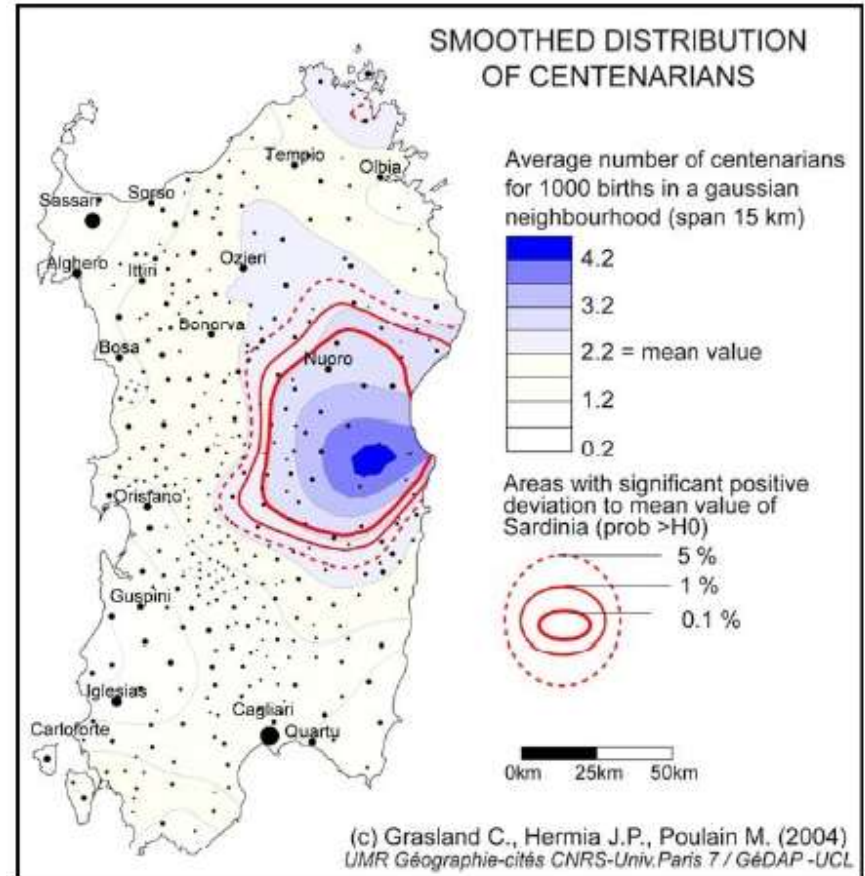 SMOOTHED DISTRIBUTION
OF CENTENARIANS
Average number of centenarians
for 1000 births in a gaussian
neighbourhood (span 15 km)
4.2
3.2
2.2 = mean value
1.2
0.2
Areas with significant positive
deviation to mean value of
Sardinia (prob >H0)
5 %
1 %
0.1 %
0km 25km 50km
Tempio
Olbia
Sorso
Sassari
Alghero
Ittiri
Ozieri
Bonorva
Bosa
Nuoro
Oristano
Guspini
Iglesias
Cagliari
Quartu
Carloforte
(c) Grasland C., Hermia J.P., Poulain M. (2004)
UMR Géographie-cités CNRS-Univ.Paris 7 / GéDAP -UCL